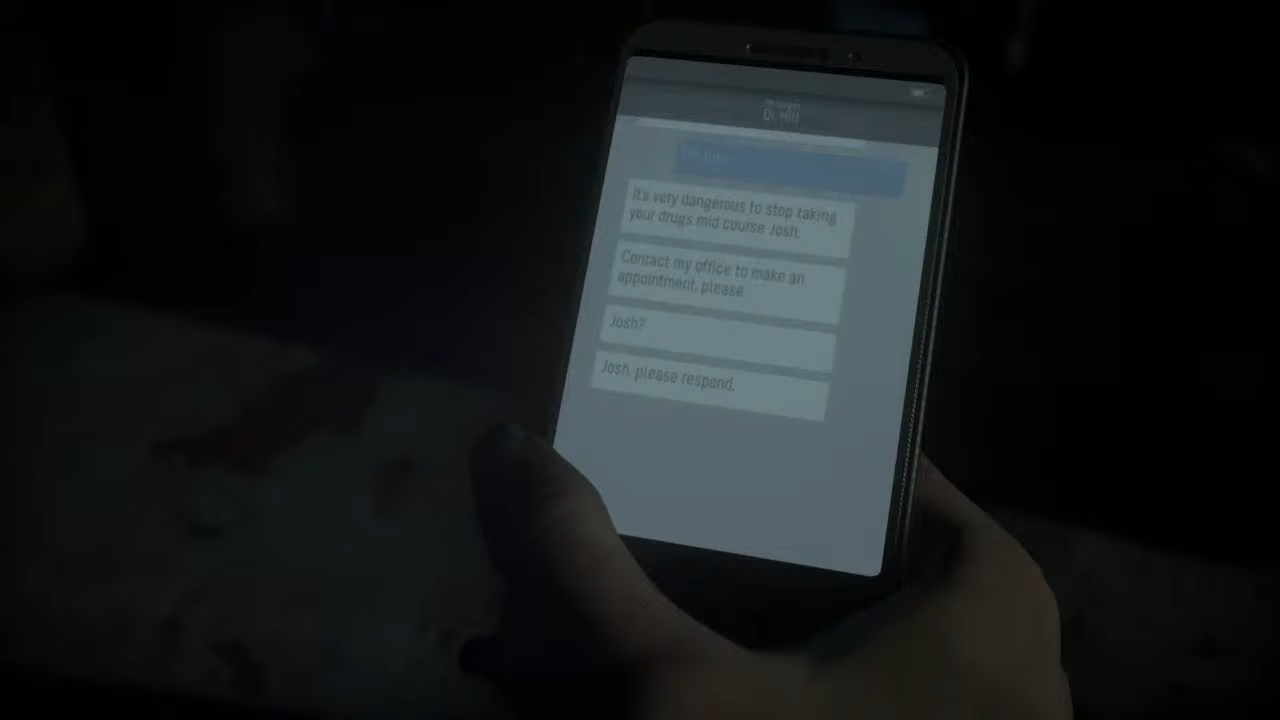 Dr. Hill
It's very dangerous to stop taking
your drugs mid course Josh.
Contact my office to make an
appointment, please.
Josh?
Josh, please respond.